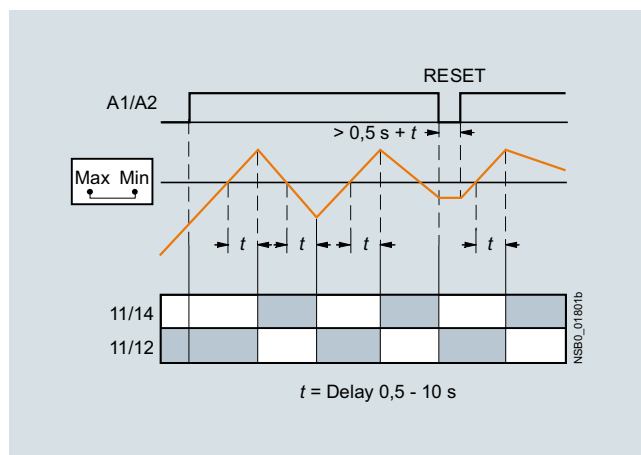 RESET
A1/A2
> 0,5 s + t
Max Min
t t t t
11/14
11/12
NSB0_01801b
t = Delay 0,5 - 10 s